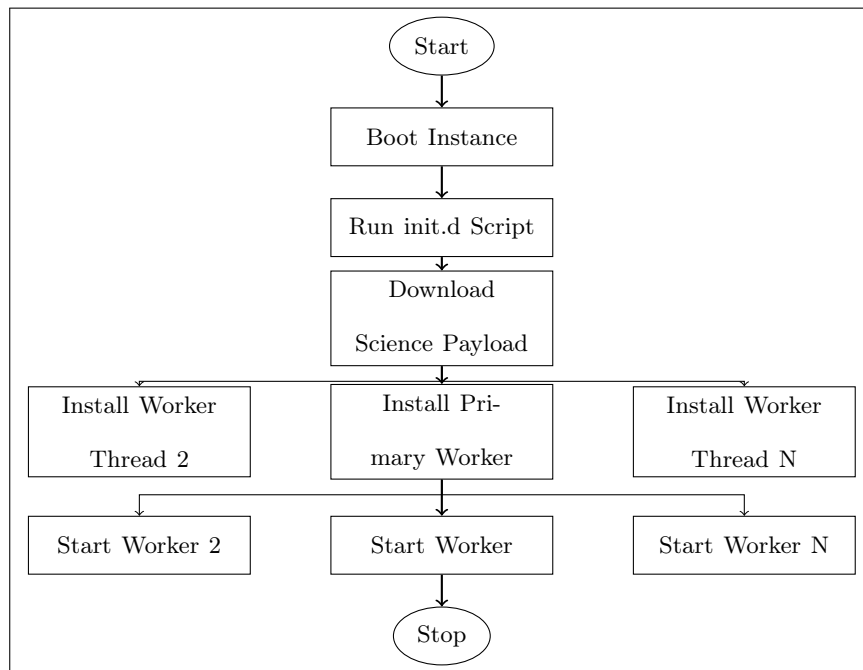 Start
Boot Instance
Run init.d Script
Download
Science Payload
Install Worker
Thread 2
Install Pri-
mary Worker
Install Worker
Thread N
Start Worker 2
Start Worker
Start Worker N
Stop